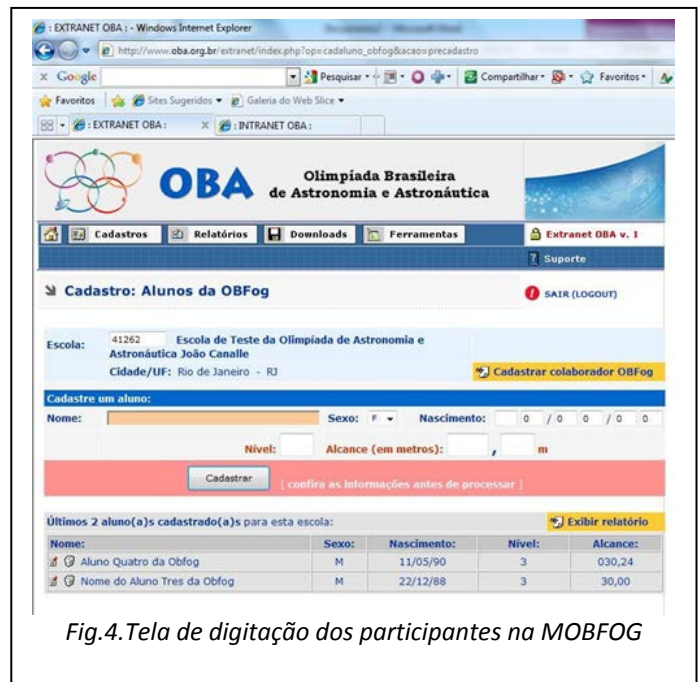 : EXTRANET OBA : - Windows Internet Explorer
http://www.oba.org.br/extranet/index.php?op=cadaluno_obfog&acao=precadastro
x Google Pesquisar Compartilhar Favoritos
Favoritos Sites Sugeridos Galeria do Web Slice
: EXTRANET OBA : x : INTRANET OBA :
OBA Olimpíada Brasileira
de Astronomia e Astronáutica
Cadastros Relatórios Downloads Ferramentas Extranet OBA v. 1
? Suporte
Cadastro: Alunos da OBFog ! SAIR (LOGOUT)
Escola: 41262 Escola de Teste da Olimpíada de Astronomia e
Astronáutica João Canalle
Cidade/UF: Rio de Janeiro - RJ Cadastrar colaborador OBFog
Cadastre um aluno:
Nome: Sexo: F Nascimento: 0 / 0 0 / 0 0
Nível: Alcance (em metros): , m
Cadastrar [ confira as informações antes de processar ]
Últimos 2 aluno(a)s cadastrado(a)s para esta escola: Exibir relatório
Nome: Sexo: Nascimento: Nível: Alcance:
Aluno Quatro da Obfog M 11/05/90 3 030,24
Nome do Aluno Tres da Obfog M 22/12/88 3 30,00
Fig.4.Tela de digitação dos participantes na MOBFOG